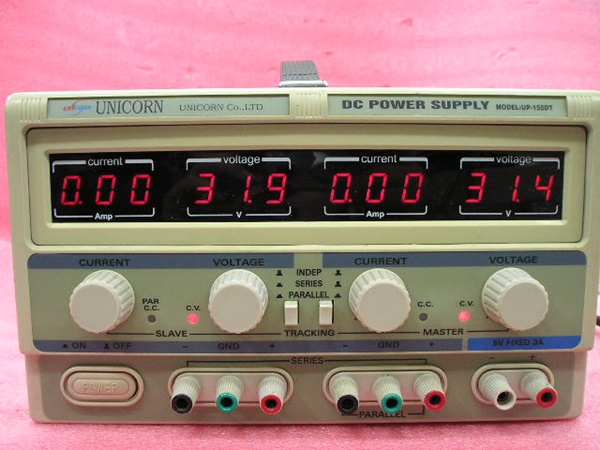 UNICORN UNICORN UNICORN Co.,LTD DC POWER SUPPLY MODEL:UP-150DT
current voltage current voltage
0.00 31.9 0.00 31.4
Amp V Amp V
CURRENT VOLTAGE CURRENT VOLTAGE
INDEP
SERIES
PARALLEL
PAR
C.C. C.V. C.C. C.V.
SLAVE TRACKING MASTER
▲ ON ▲ OFF − GND + − GND + 5V FIXED 3A
SERIES
− +
POWER
PARALLEL